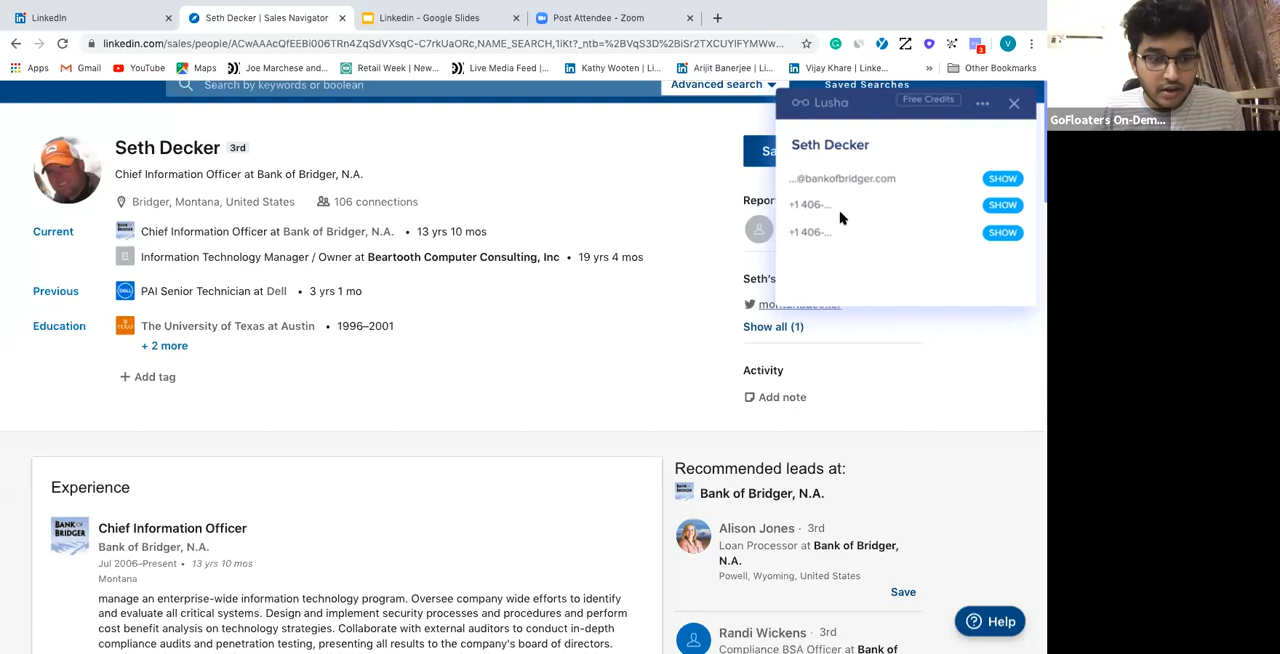 LinkedIn
Seth Decker | Sales Navigator
Linkedin - Google Slides
Post Attendee - Zoom
linkedin.com/sales/people/ACwAAAcQfEEBi006TRn4ZqSdVXsqC-C7rkUaORc,NAME_SEARCH,1iKt?_ntb=%2BVqS3D%2BiSr2TXCUYIFYMWw...
Apps
Gmail
YouTube
Maps
Joe Marchese and...
Retail Week | New...
Live Media Feed |...
Kathy Wooten | Li...
Arijit Banerjee | Li...
Vijay Khare | Linke...
»
Other Bookmarks
Search by keywords or boolean
Advanced search
Saved Searches
Lusha
Free Credits
Seth Decker
...@bankofbridger.com SHOW
+1 406-... SHOW
+1 406-... SHOW
GoFloaters On-Dem...
Seth Decker 3rd
Chief Information Officer at Bank of Bridger, N.A.
Bridger, Montana, United States 106 connections
Current
Chief Information Officer at Bank of Bridger, N.A. • 13 yrs 10 mos
Information Technology Manager / Owner at Beartooth Computer Consulting, Inc • 19 yrs 4 mos
Previous
PAI Senior Technician at Dell • 3 yrs 1 mo
Education
The University of Texas at Austin • 1996–2001
+ 2 more
+ Add tag
Sa
Repor
Seth's
Show all (1)
Activity
Add note
Experience
BANK OF BRIDGER
Chief Information Officer
Bank of Bridger, N.A.
Jul 2006–Present • 13 yrs 10 mos
Montana
manage an enterprise-wide information technology program. Oversee company wide efforts to identify
and evaluate all critical systems. Design and implement security processes and procedures and perform
cost benefit analysis on technology strategies. Collaborate with external auditors to conduct in-depth
compliance audits and penetration testing, presenting all results to the company's board of directors.
Recommended leads at:
Bank of Bridger, N.A.
Alison Jones · 3rd
Loan Processor at Bank of Bridger,
N.A.
Powell, Wyoming, United States
Save
Randi Wickens · 3rd
Compliance BSA Officer at Bank of
Help